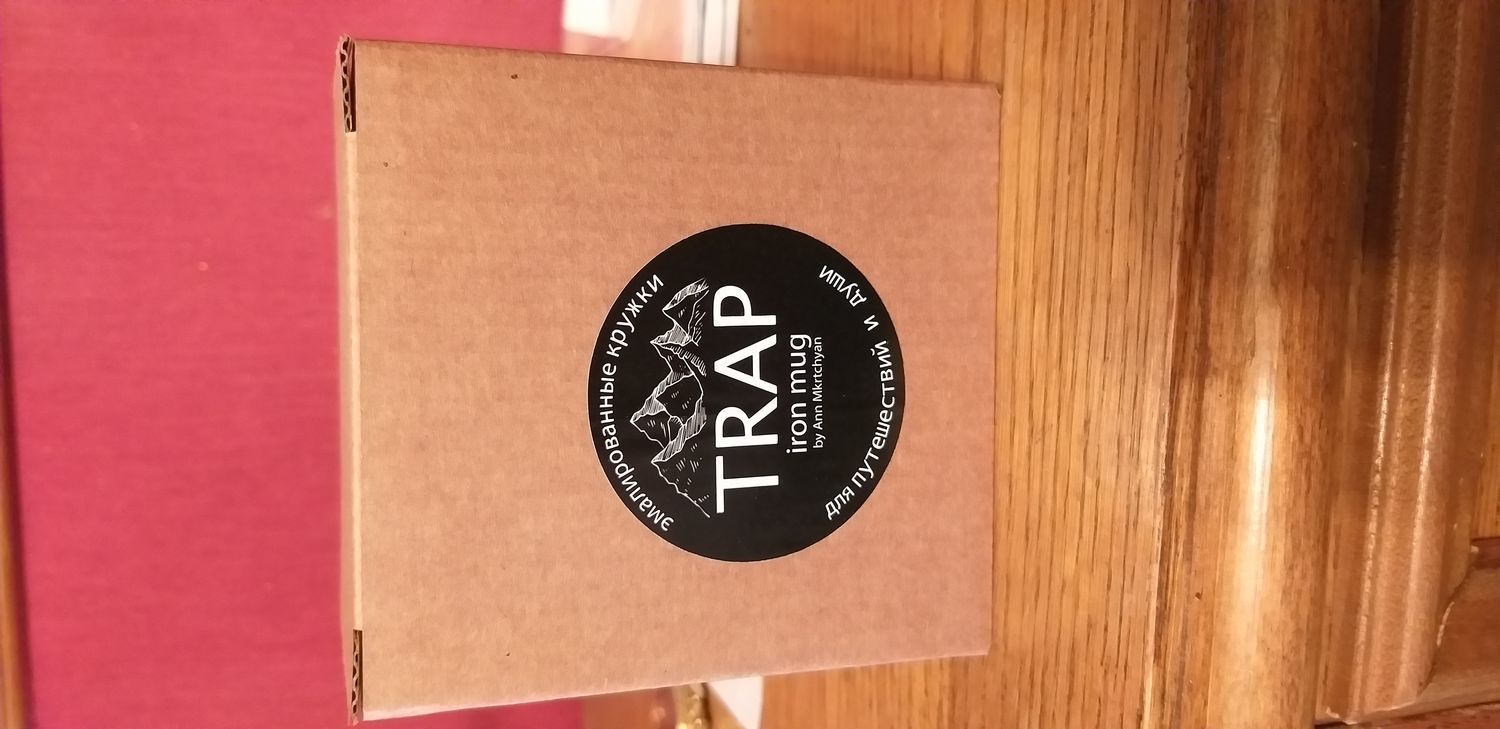 эмалированные кружки
TRAP
iron mug
by Ann Mkrtchyan
для путешествий и души